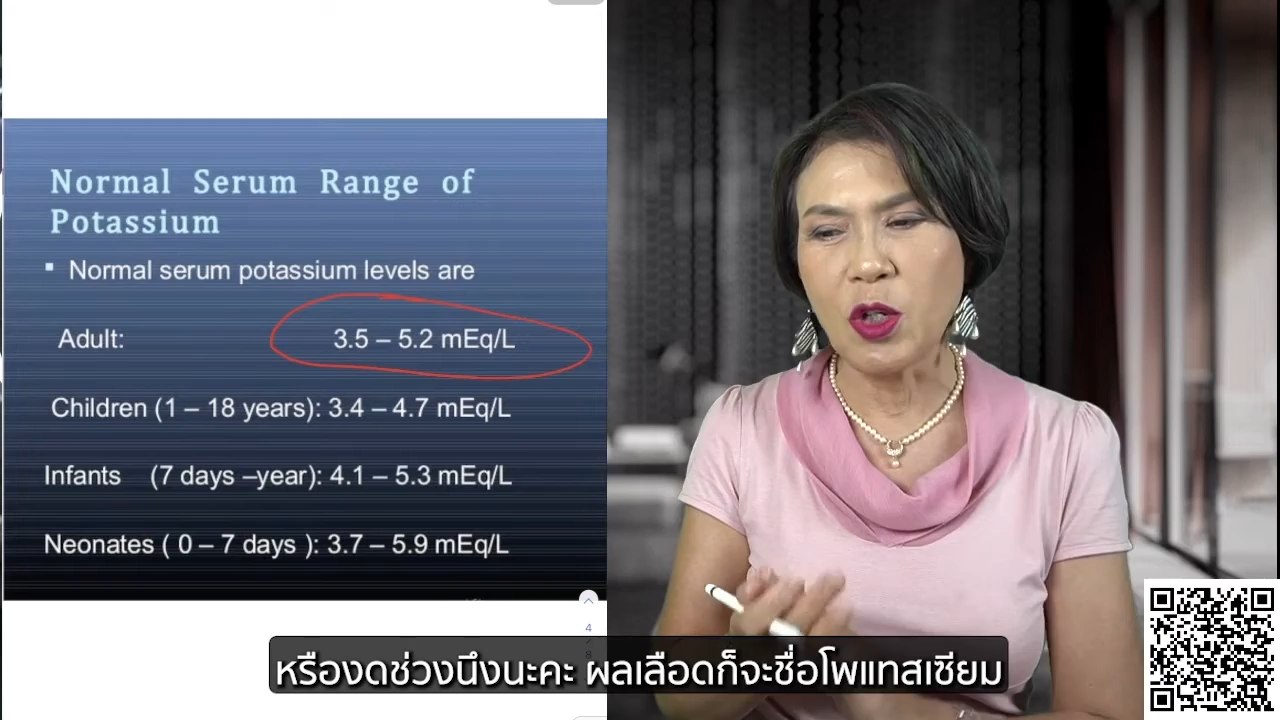 Normal Serum Range of
Potassium
▪ Normal serum potassium levels are
Adult: 3.5 – 5.2 mEq/L
Children (1 – 18 years): 3.4 – 4.7 mEq/L
Infants (7 days –year): 4.1 – 5.3 mEq/L
Neonates ( 0 – 7 days ): 3.7 – 5.9 mEq/L
4
หรืองดช่วงนึงนะคะ ผลเลือดก็จะชื่อโพแทสเซียม